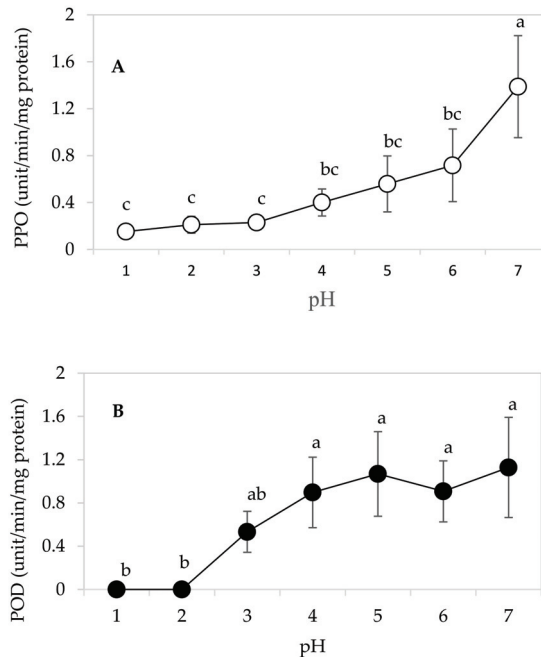 2
a
1.6
A
1.2
bc
bc
0.8
bc
c
c
c
0.4
0
PPO (unit/min/mg protein)
1 2 3 4 5 6 7
pH
2
B
1.6
a
a
a
a
1.2
ab
0.8
0.4
b
b
0
POD (unit/min/mg protein)
1 2 3 4 5 6 7
pH